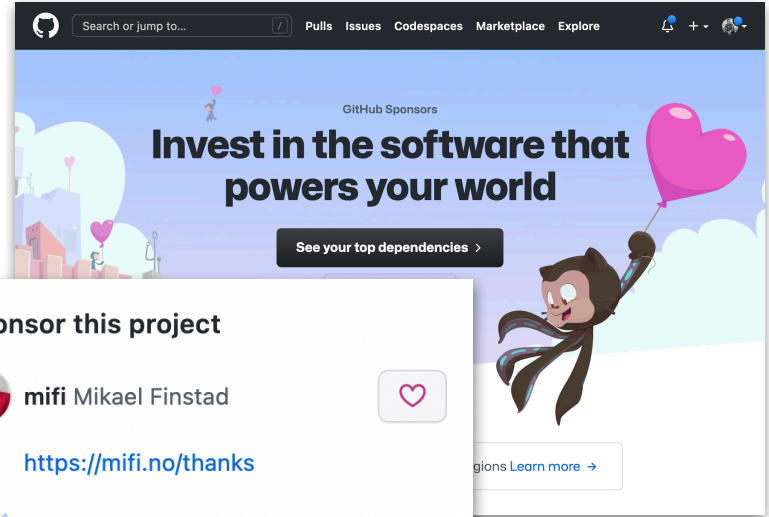 Search or jump to... /
Pulls Issues Codespaces Marketplace Explore
GitHub Sponsors
Invest in the software that
powers your world
See your top dependencies >
onsor this project
mifi Mikael Finstad
https://mifi.no/thanks
gions Learn more →